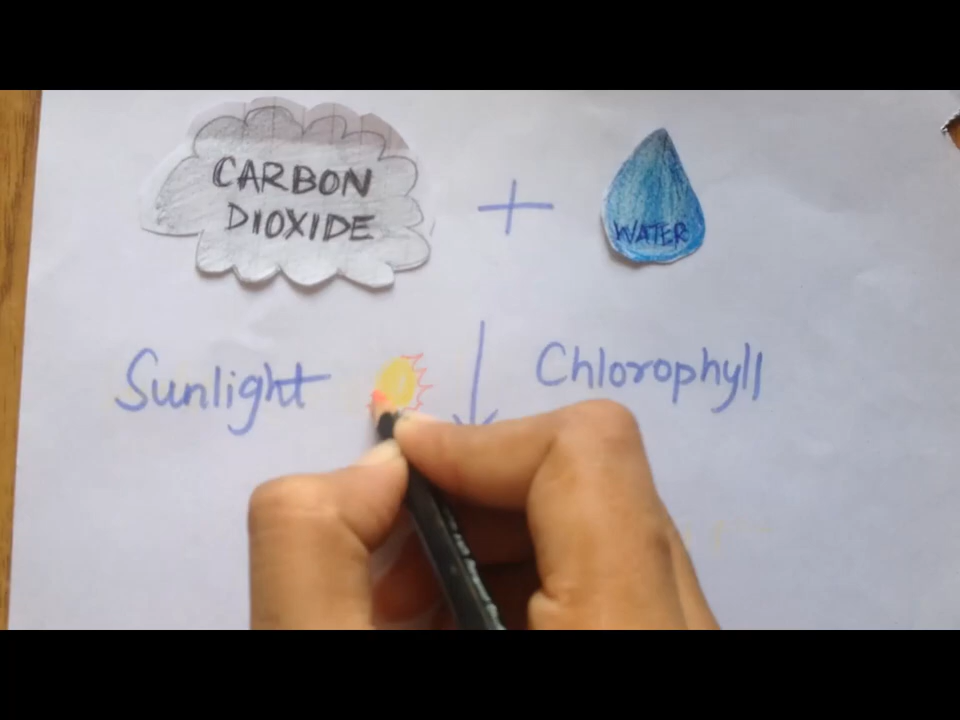 CARBON
DIOXIDE
+
WATER
Sunlight
Chlorophyll